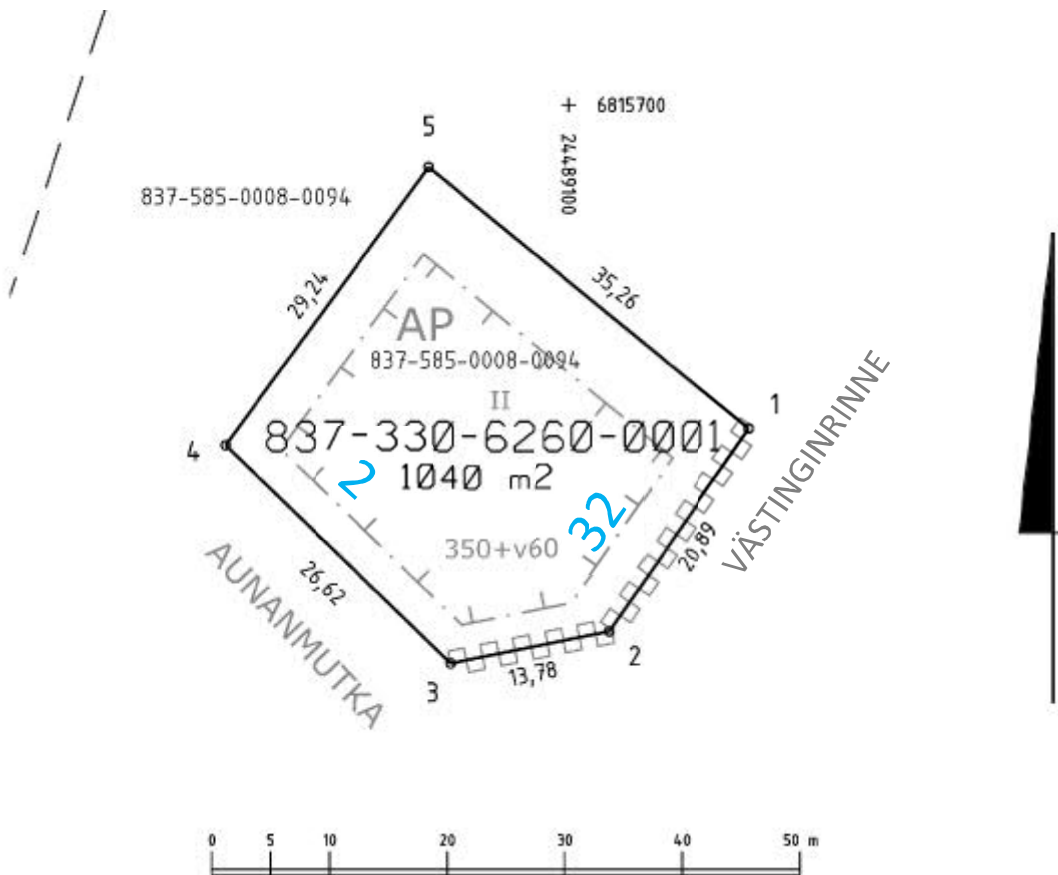 5
+ 6815700
24489100
837-585-0008-0094
29,24
35,26
AP
837-585-0008-0094
II
1
837-330-6260-0001
4
1040 m2
2
32
350+v60
20,89
VÄSTINGINRINNE
26,62
AUNANMUTKA
2
13,78
3
0 5 10 20 30 40 50 m